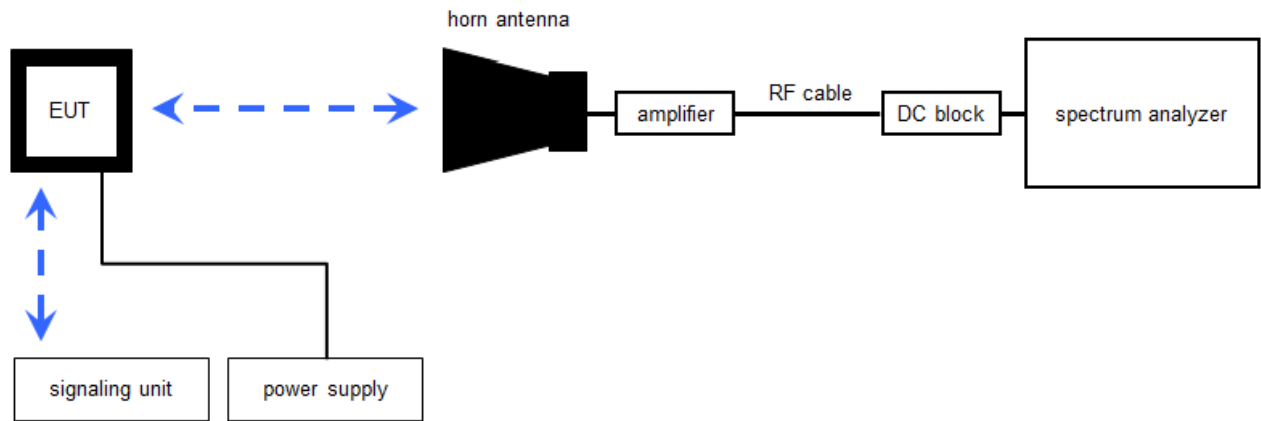 horn antenna
EUT
amplifier
RF cable
DC block
spectrum analyzer
signaling unit
power supply